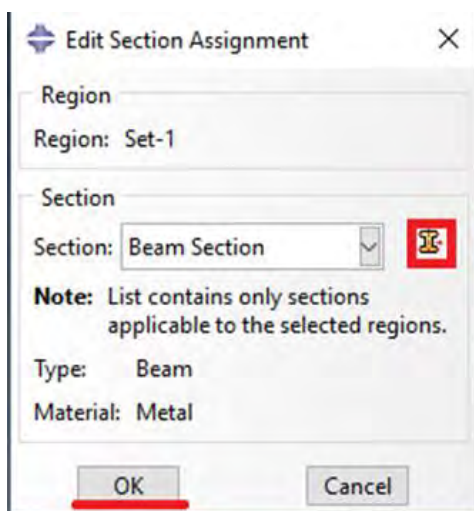 Edit Section Assignment
Region
Region: Set-1
Section
Section: Beam Section
Note: List contains only sections
applicable to the selected regions.
Type: Beam
Material: Metal
OK Cancel